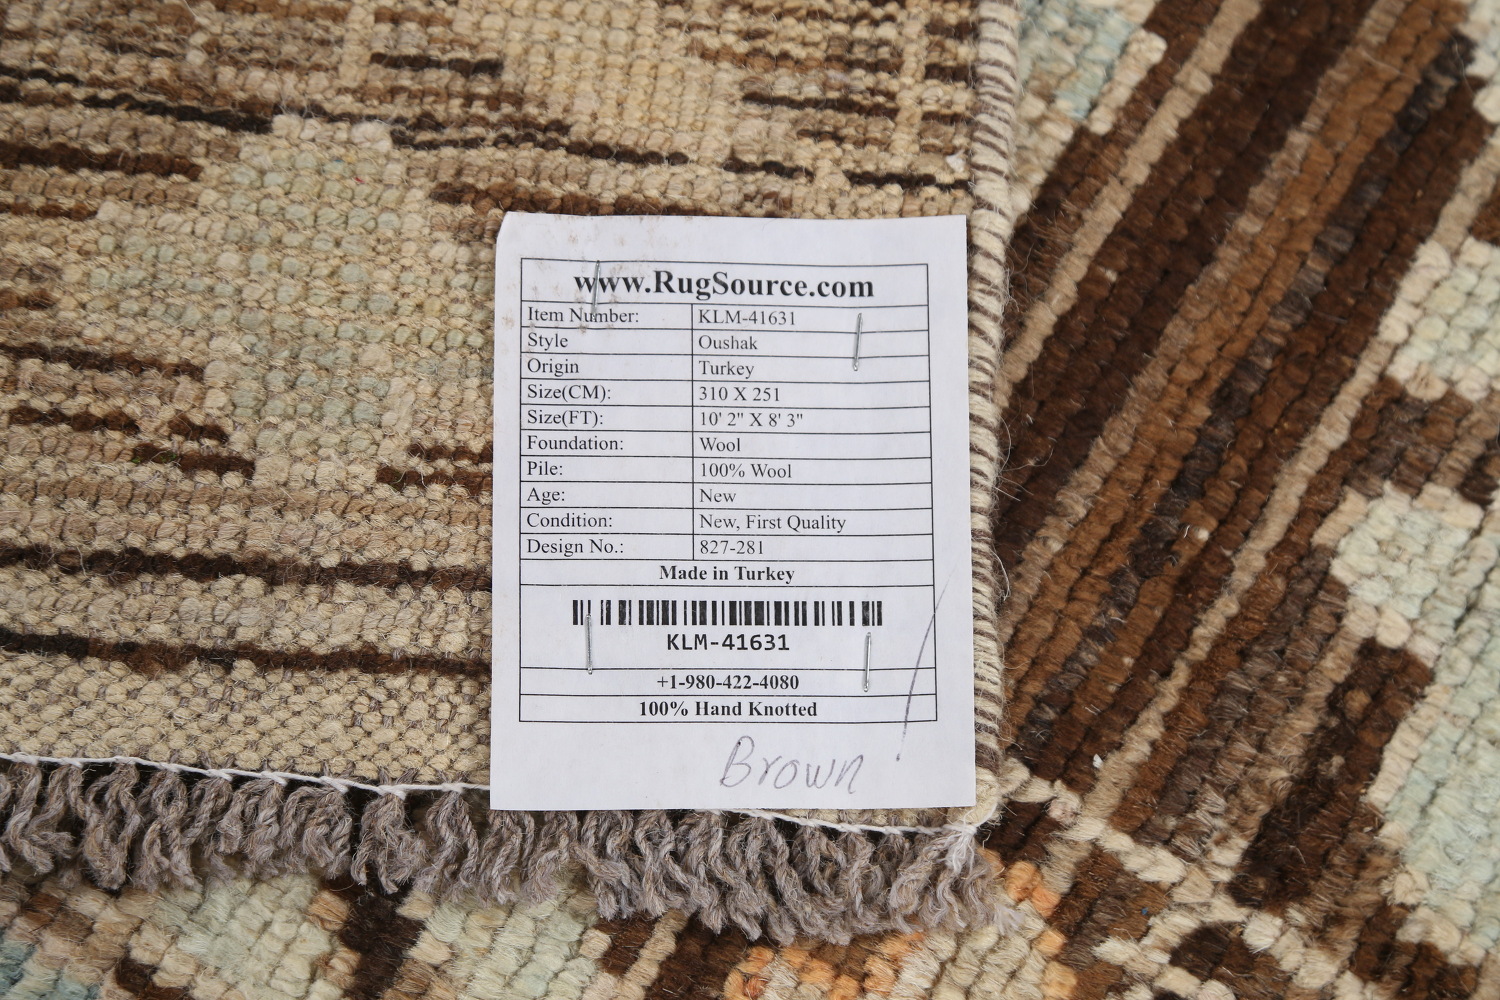 www.RugSource.com
Item Number: KLM-41631
Style Oushak
Origin Turkey
Size(CM): 310 X 251
Size(FT): 10' 2" X 8' 3"
Foundation: Wool
Pile: 100% Wool
Age: New
Condition: New, First Quality
Design No.: 827-281
Made in Turkey
KLM-41631
+1-980-422-4080
100% Hand Knotted
Brown